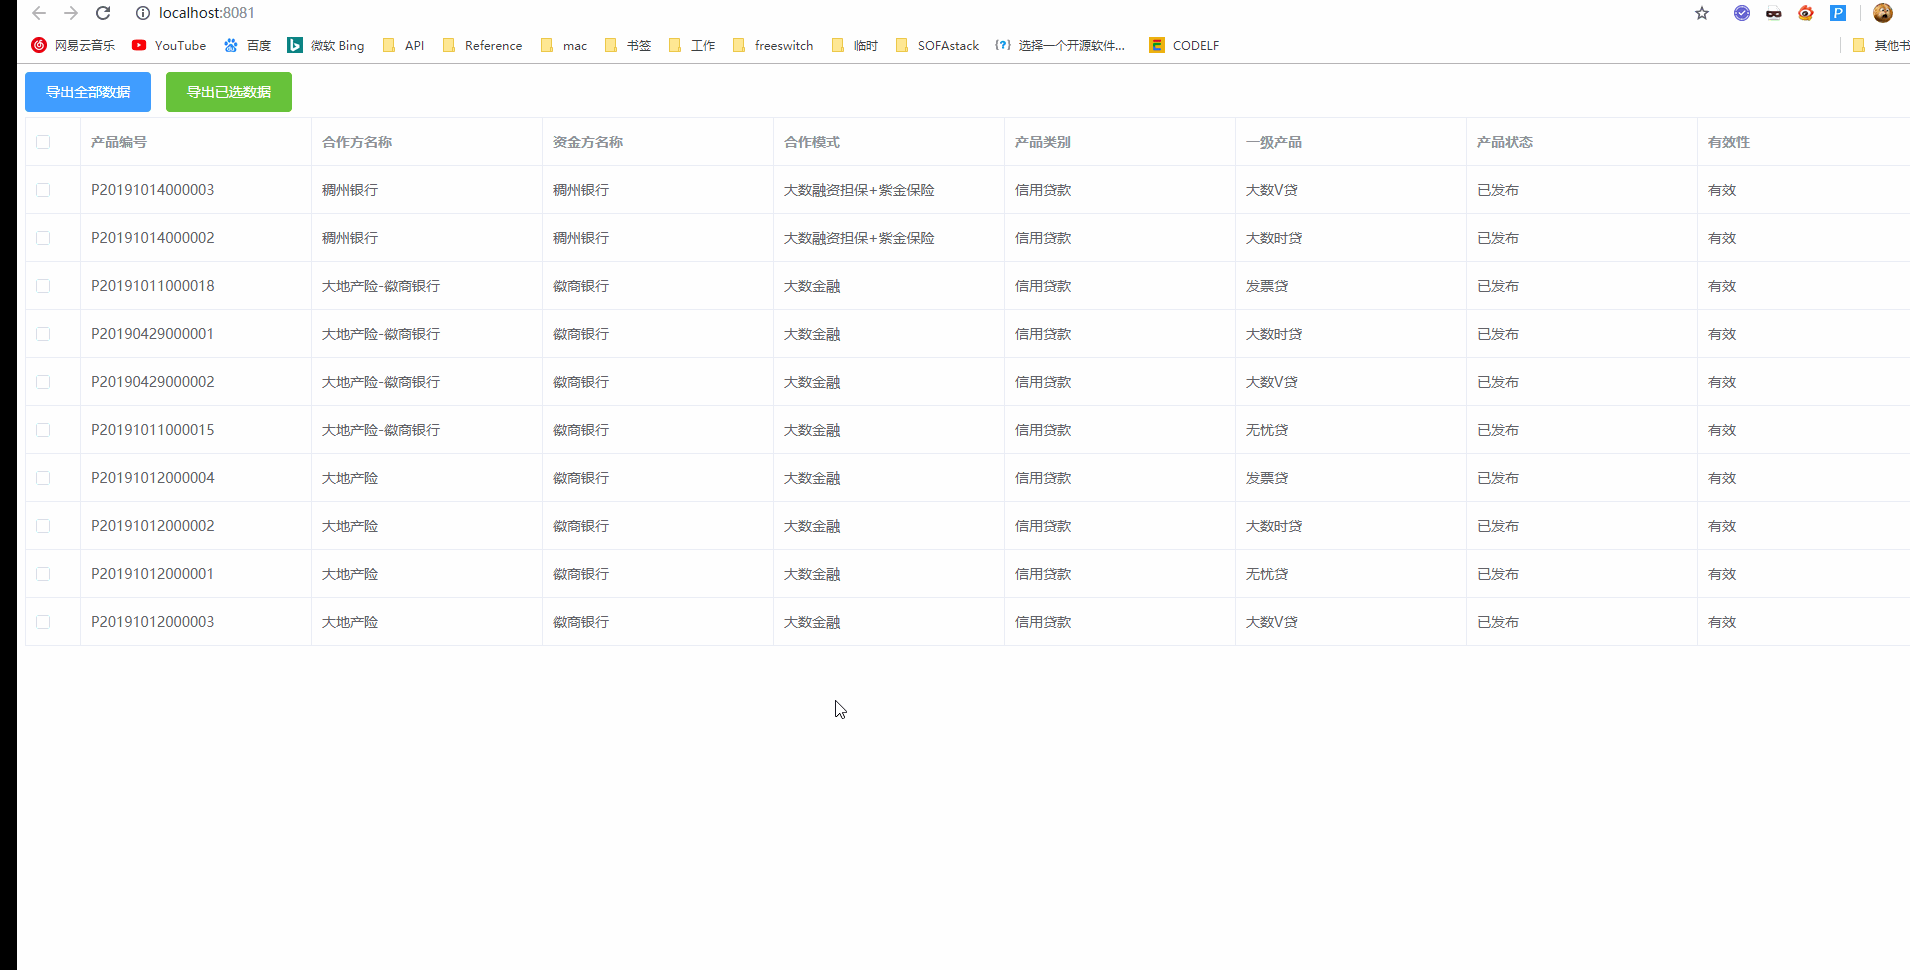 localhost:8081
网易云音乐 YouTube 百度 微软 Bing API Reference mac 书签 工作 freeswitch 临时 SOFAstack 选择一个开源软件... CODELF 其他书
导出全部数据 导出已选数据
产品编号 合作方名称 资金方名称 合作模式 产品类别 一级产品 产品状态 有效性
P20191014000003 稠州银行 稠州银行 大数融资担保+紫金保险 信用贷款 大数V贷 已发布 有效
P20191014000002 稠州银行 稠州银行 大数融资担保+紫金保险 信用贷款 大数时贷 已发布 有效
P20191011000018 大地产险-徽商银行 徽商银行 大数金融 信用贷款 发票贷 已发布 有效
P20190429000001 大地产险-徽商银行 徽商银行 大数金融 信用贷款 大数时贷 已发布 有效
P20190429000002 大地产险-徽商银行 徽商银行 大数金融 信用贷款 大数V贷 已发布 有效
P20191011000015 大地产险-徽商银行 徽商银行 大数金融 信用贷款 无忧贷 已发布 有效
P20191012000004 大地产险 徽商银行 大数金融 信用贷款 发票贷 已发布 有效
P20191012000002 大地产险 徽商银行 大数金融 信用贷款 大数时贷 已发布 有效
P20191012000001 大地产险 徽商银行 大数金融 信用贷款 无忧贷 已发布 有效
P20191012000003 大地产险 徽商银行 大数金融 信用贷款 大数V贷 已发布 有效